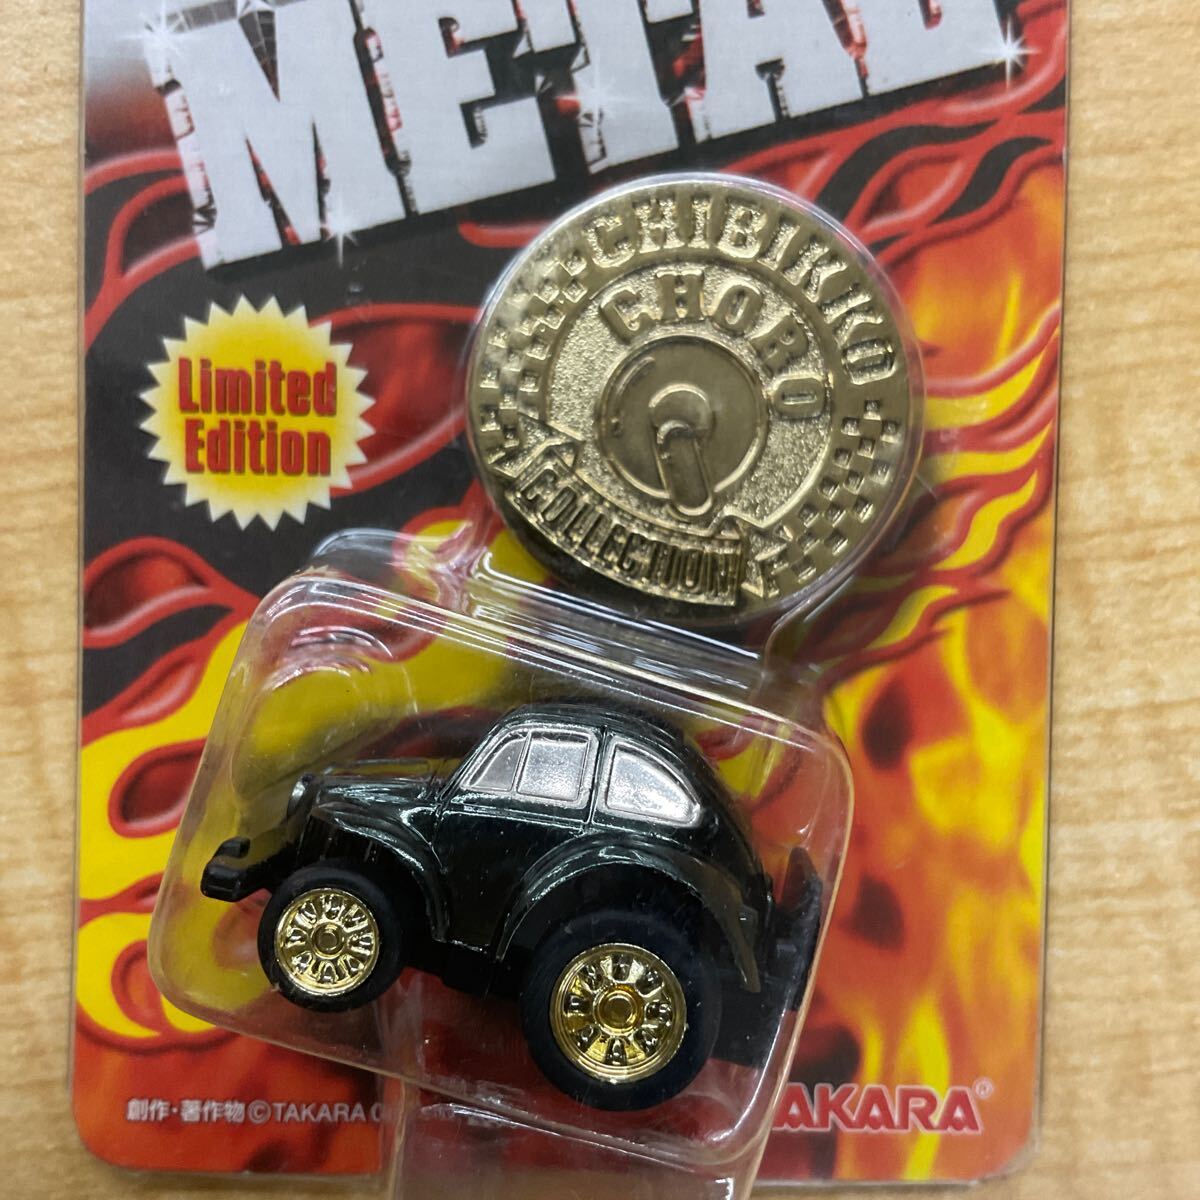 METAL
CHIBIKKO
CHORO
COLLECTION
Limited
Edition
創作・著作物©TAKARA
TAKARA®